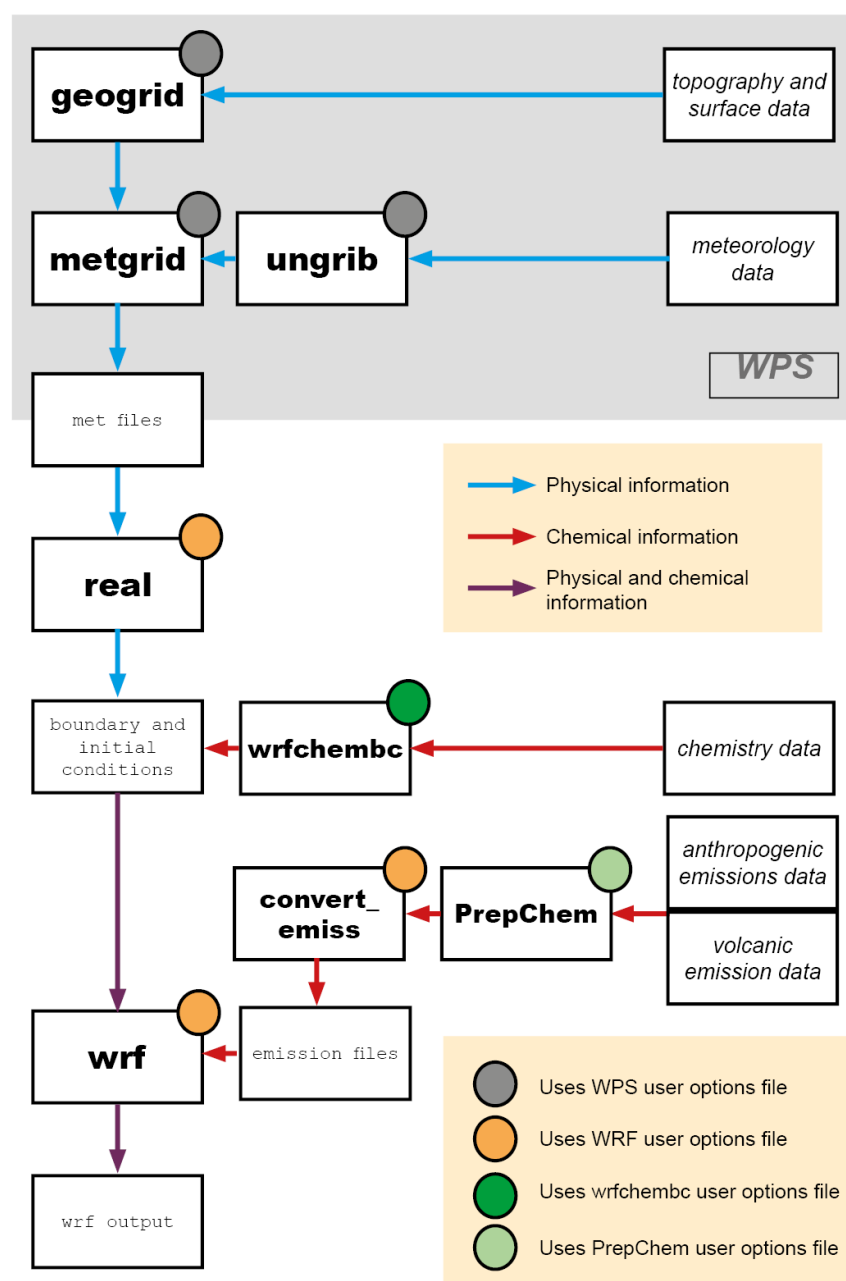 geogrid
topography and
surface data
metgrid
ungrib
meteorology
data
WPS
met files
Physical information
Chemical information
Physical and chemical
information
real
boundary and
initial
conditions
wrfchembc
chemistry data
anthropogenic
emissions data
convert_
emiss
PrepChem
volcanic
emission data
wrf
emission files
Uses WPS user options file
Uses WRF user options file
Uses wrfchembc user options file
Uses PrepChem user options file
wrf output